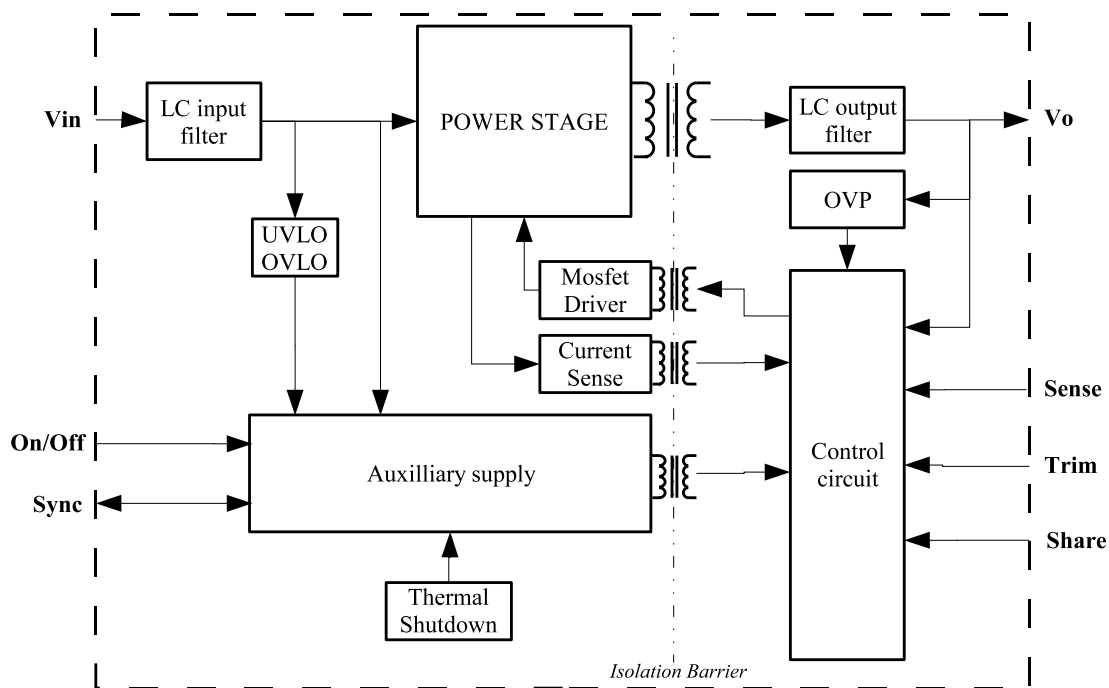 Vin
LC input
filter
POWER STAGE
LC output
filter
Vo
OVP
UVLO
OVLO
Mosfet
Driver
Current
Sense
Sense
On/Off
Auxilliary supply
Control
circuit
Trim
Sync
Share
Thermal
Shutdown
Isolation Barrier